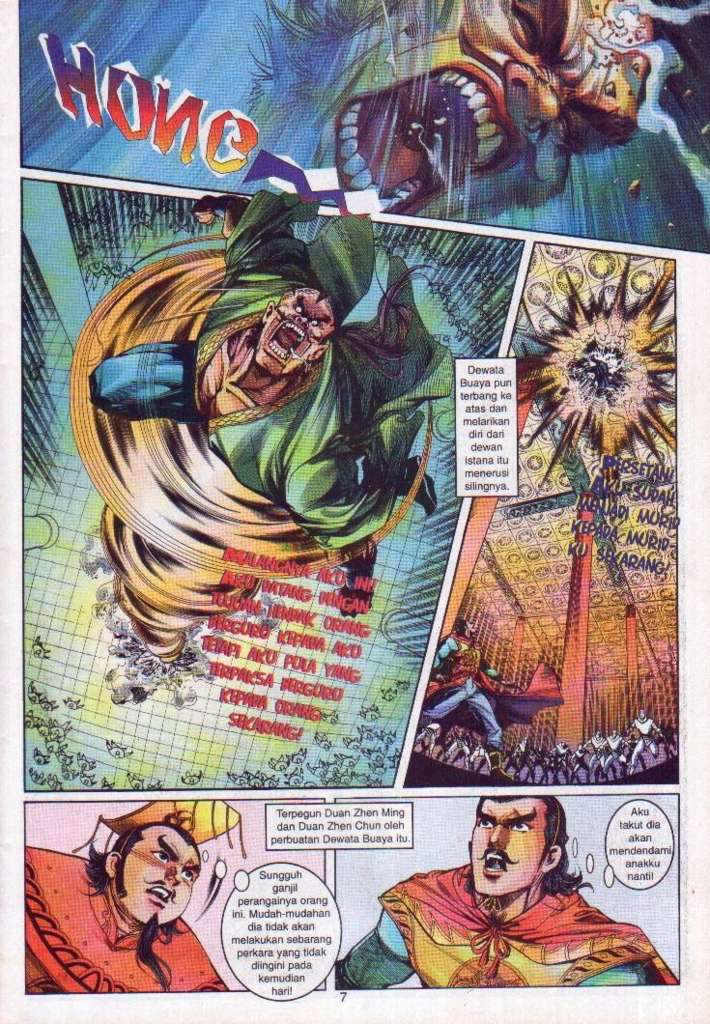 HONG
Dewata
Buaya pun
terbang ke
atas dan
melarikan
diri dari
dewan
istana itu
menerusi
silingnya.
PERSETAN!
AKU SUDAH
MENJADI MURID
KEPADA MURID-
KU SEKARANG!
MALANGNYA AKU INI!
AKU DATANG DENGAN
TUJUAN HENDAK ORANG
BERGURU KEPADA AKU
TETAPI AKU PULA YANG
TERPAKSA BERGURU
KEPADA ORANG
SEKARANG!
Terpegun Duan Zhen Ming
dan Duan Zhen Chun oleh
perbuatan Dewata Buaya itu.
Sungguh
ganjil
perangainya orang
ini. Mudah-mudahan
dia tidak akan
melakukan sebarang
perkara yang tidak
diingini pada
kemudian
hari!
Aku
takut dia
akan
mendendami
anakku
nanti!
7